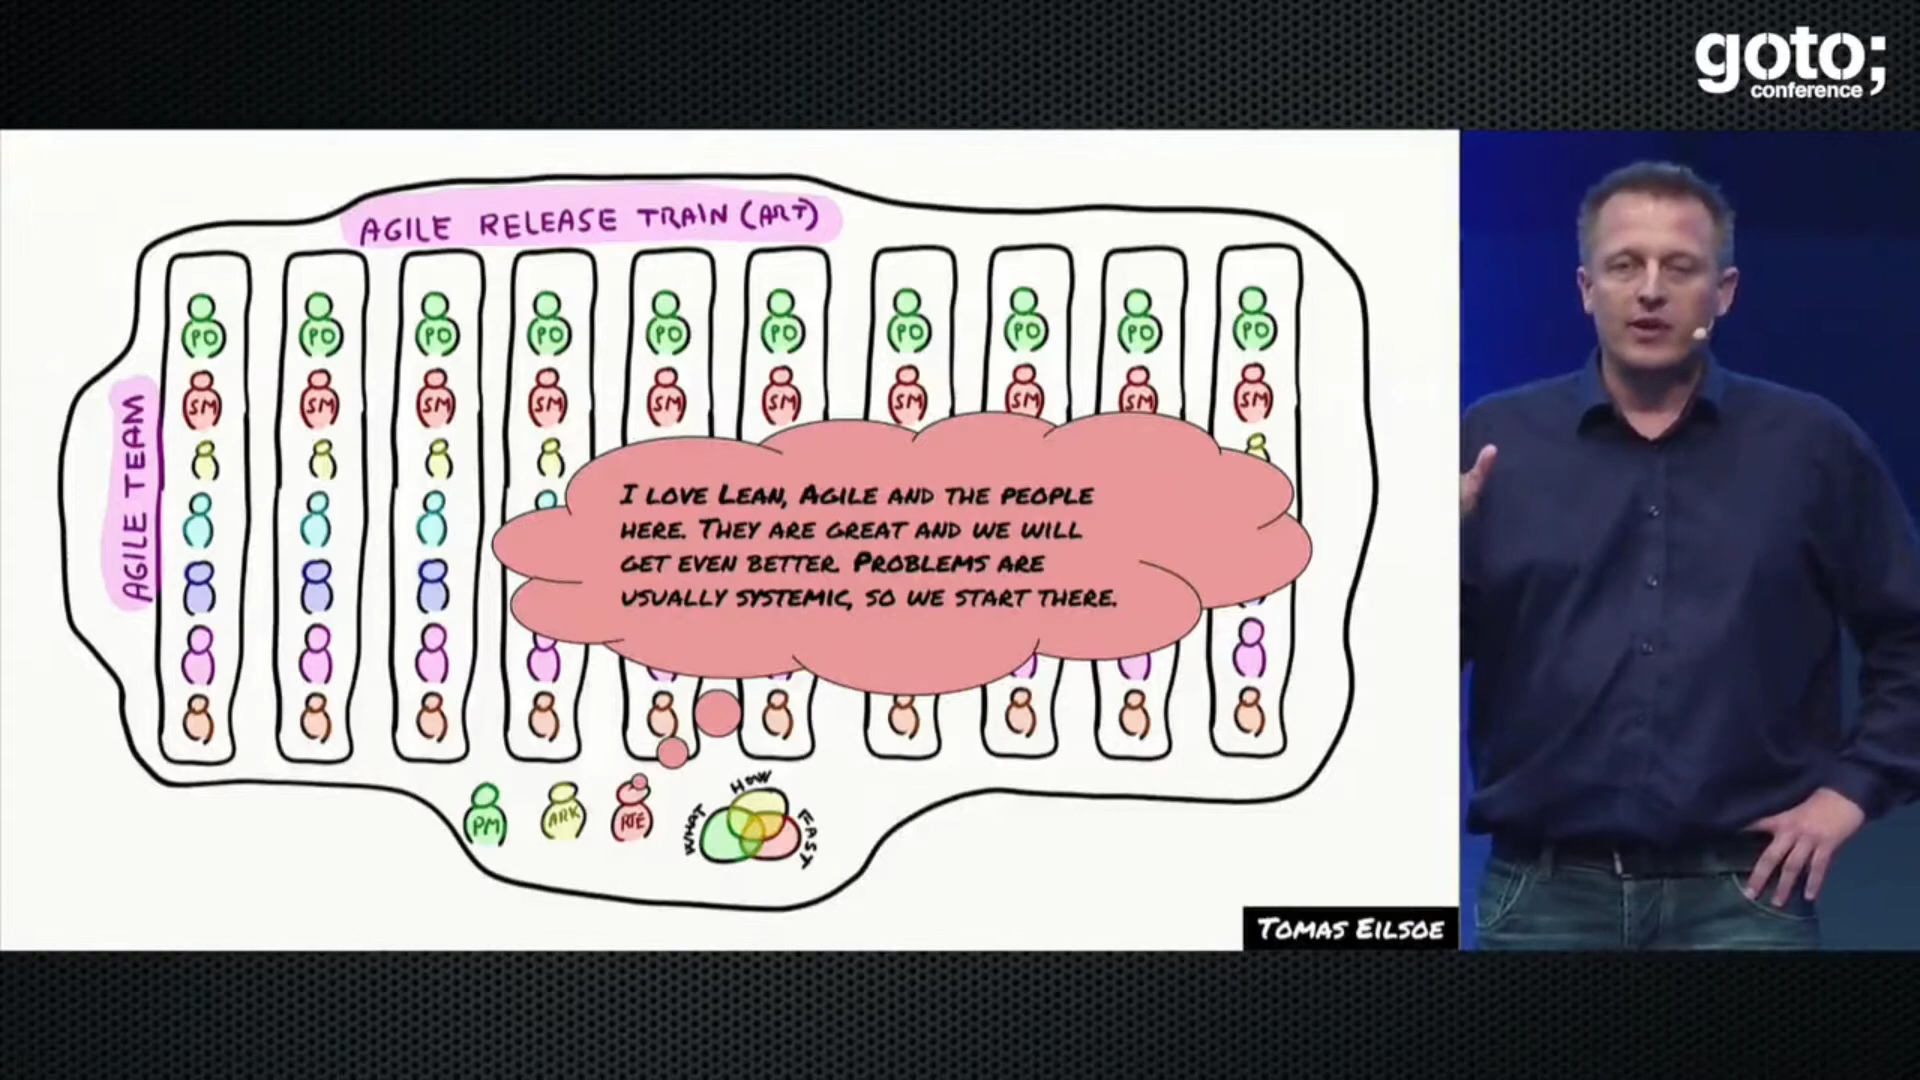 goto;
conference
AGILE RELEASE TRAIN (ART)
AGILE TEAM
PO PO PO PO PO PO PO PO PO PO
SM SM SM SM SM SM SM SM SM SM
I LOVE LEAN, AGILE AND THE PEOPLE
HERE. THEY ARE GREAT AND WE WILL
GET EVEN BETTER. PROBLEMS ARE
USUALLY SYSTEMIC, SO WE START THERE.
PM ARK RTE
WHAT HOW FAST
TOMAS EILSOE